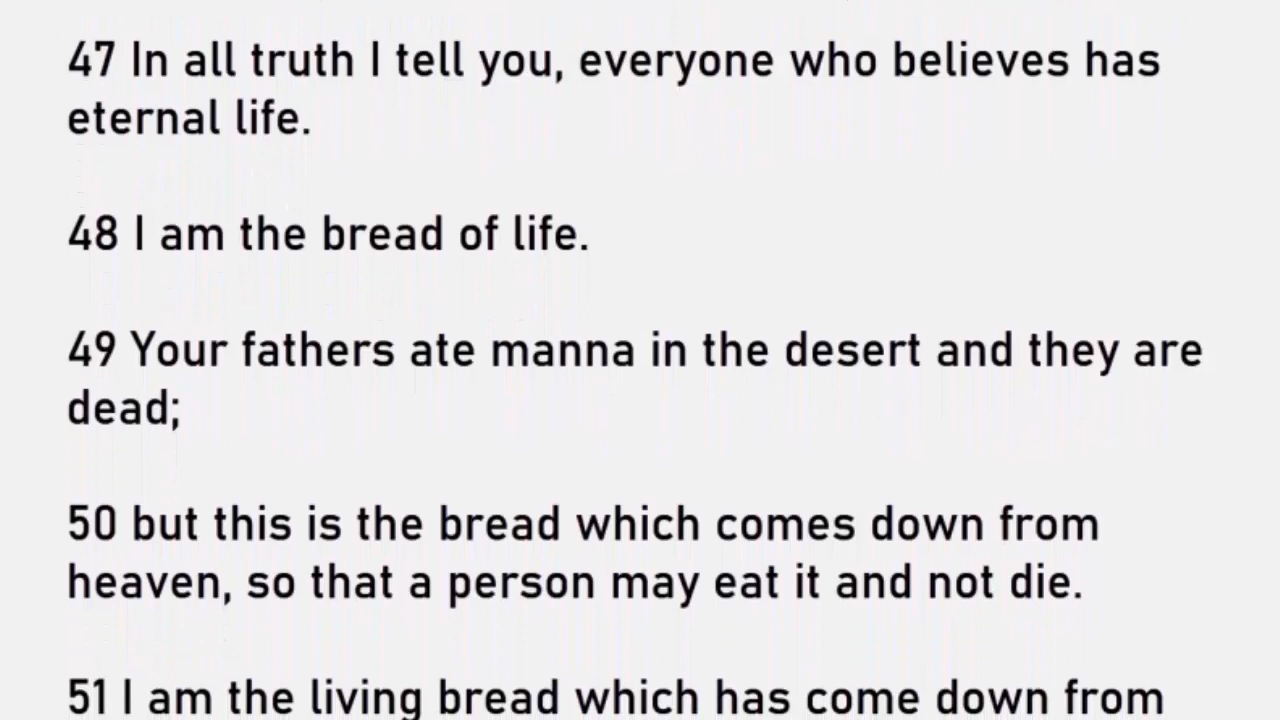 47 In all truth I tell you, everyone who believes has
eternal life.
48 I am the bread of life.
49 Your fathers ate manna in the desert and they are
dead;
50 but this is the bread which comes down from
heaven, so that a person may eat it and not die.
51 I am the living bread which has come down from